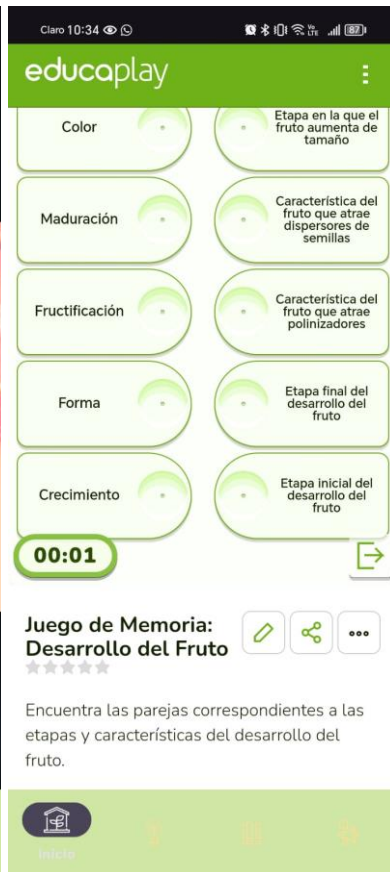 Claro 10:34
87
educaplay
Color
Etapa en la que el
fruto aumenta de
tamaño
Maduración
Característica del
fruto que atrae
dispersores de
semillas
Fructificación
Característica del
fruto que atrae
polinizadores
Forma
Etapa final del
desarrollo del
fruto
Crecimiento
Etapa inicial del
desarrollo del
fruto
00:01
Juego de Memoria:
Desarrollo del Fruto
Encuentra las parejas correspondientes a las
etapas y características del desarrollo del
fruto.
Inicio